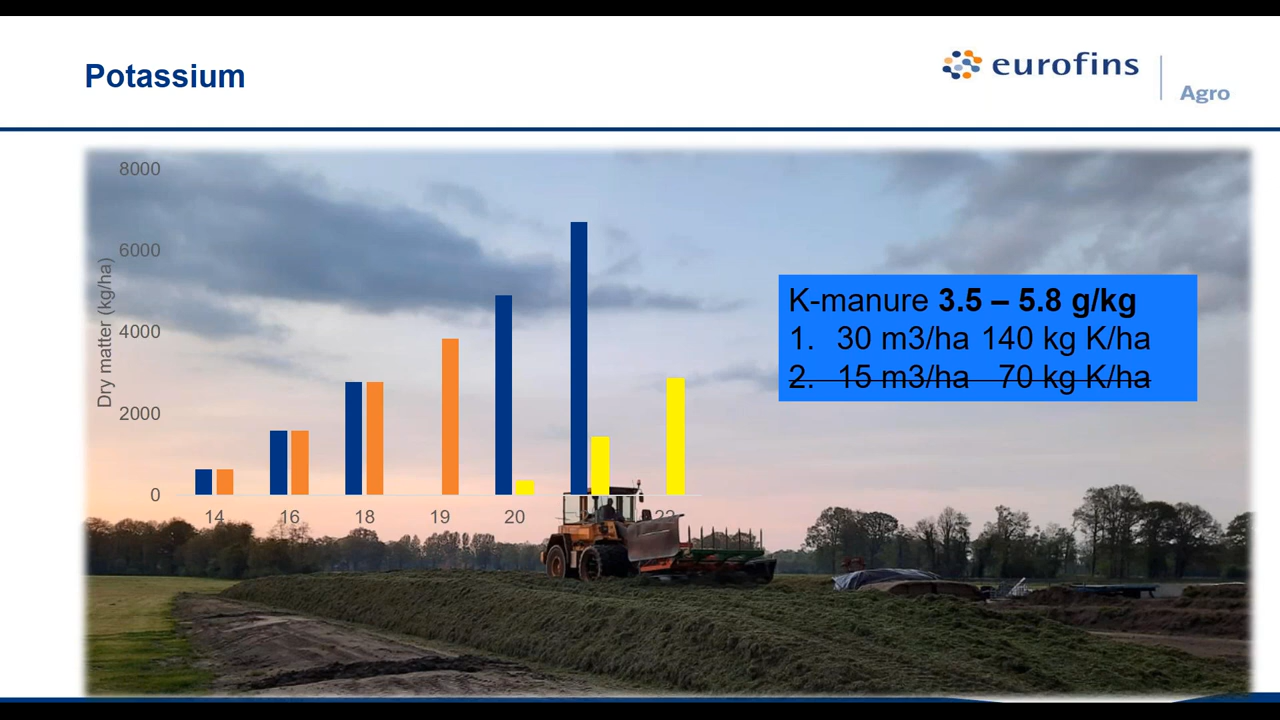 Potassium
eurofins
Agro
8000
6000
4000
2000
0
Dry matter (kg/ha)
14
16
18
19
20
22
K-manure 3.5 – 5.8 g/kg
1. 30 m3/ha 140 kg K/ha
2. 15 m3/ha 70 kg K/ha